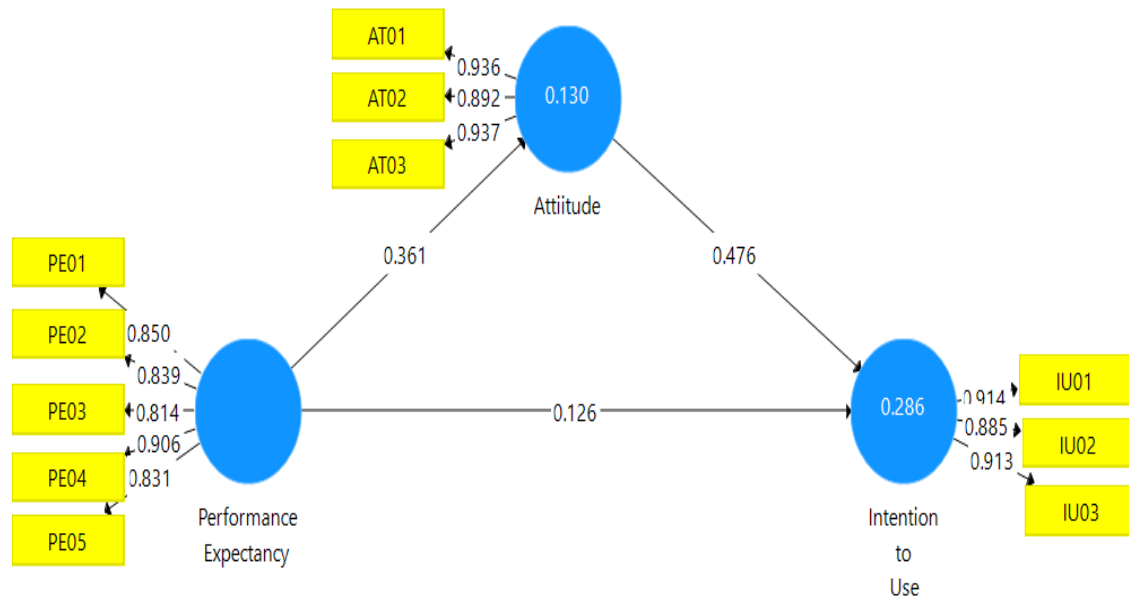 AT01
0.936
AT02
0.892
AT03
0.937
0.130
Attiitude
0.361
0.476
PE01
0.850
PE02
0.839
PE03
0.814
PE04
0.906
PE05
0.831
Performance
Expectancy
0.126
0.286
Intention
to
Use
0.914
IU01
0.885
IU02
0.913
IU03